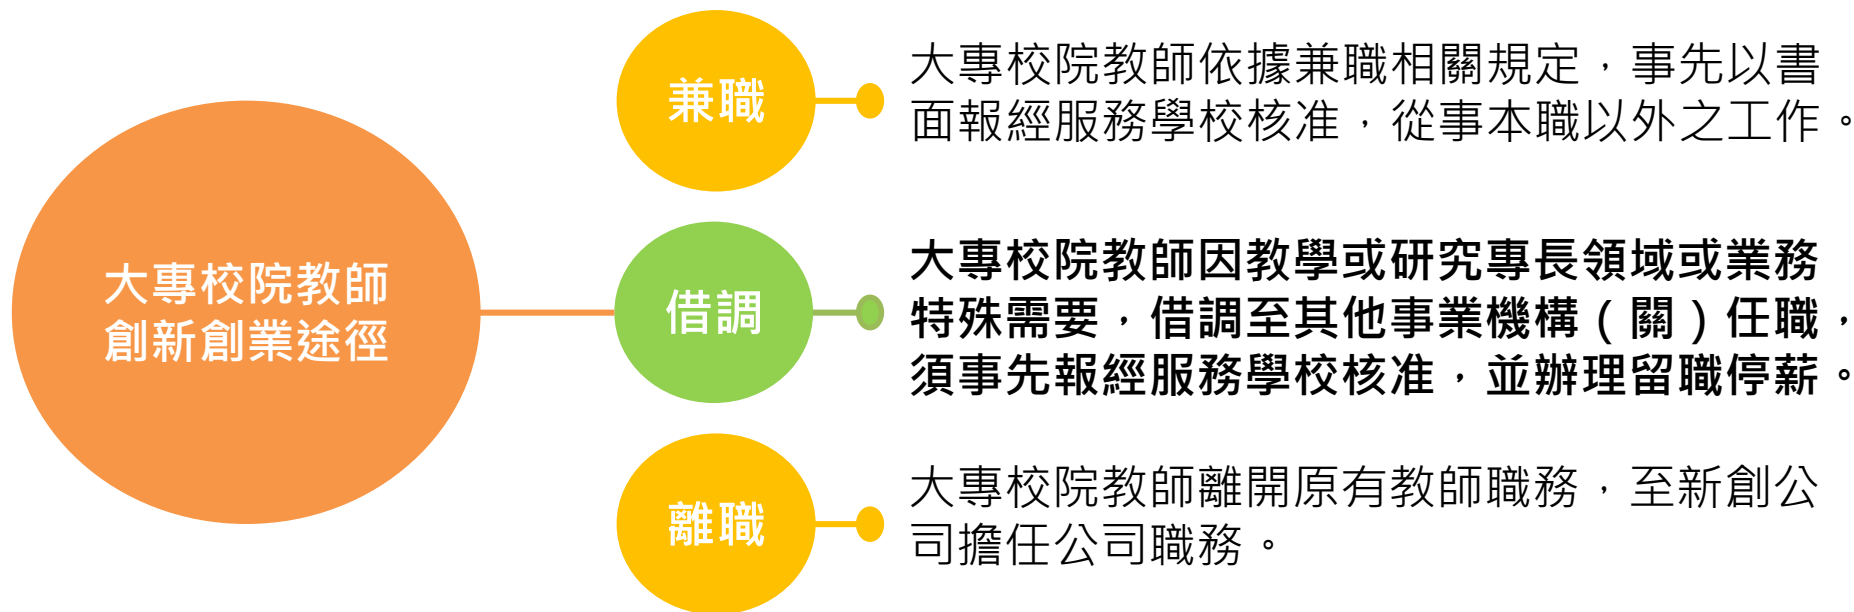 大專校院教師
創新創業途徑
兼職
大專校院教師依據兼職相關規定，事先以書
面報經服務學校核准，從事本職以外之工作。
借調
大專校院教師因教學或研究專長領域或業務
特殊需要，借調至其他事業機構（關）任職，
須事先報經服務學校核准，並辦理留職停薪。
離職
大專校院教師離開原有教師職務，至新創公
司擔任公司職務。